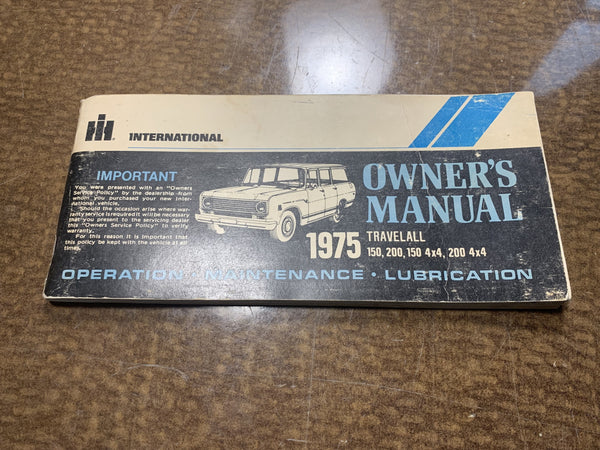 IH INTERNATIONAL
IMPORTANT
You were presented with an "Owners
Service Policy" by the dealership from
whom you purchased your new Inter-
national vehicle.
Should the occasion arise where war-
ranty service is required it will be necessary
that you present to the servicing dealer
this "Owners Service Policy" to verify
warranty.
For this reason it is important that
this policy be kept with the vehicle at all
times.
OWNER'S
MANUAL
1975
TRAVELALL
150, 200, 150 4x4, 200 4x4
OPERATION • MAINTENANCE • LUBRICATION